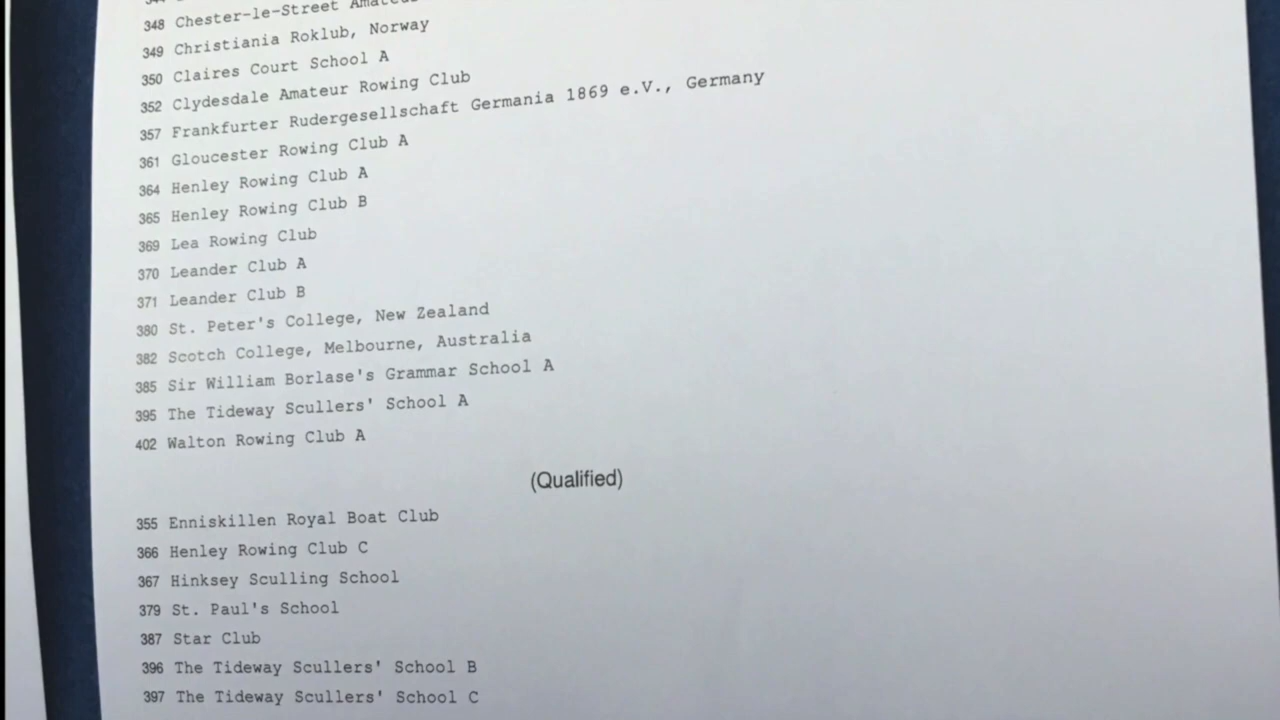 348 Chester-le-Street
349 Christiania Roklub, Norway
350 Claires Court School A
352 Clydesdale Amateur Rowing Club
357 Frankfurter Rudergesellschaft Germania 1869 e.V., Germany
361 Gloucester Rowing Club A
364 Henley Rowing Club A
365 Henley Rowing Club B
369 Lea Rowing Club
370 Leander Club A
371 Leander Club B
380 St. Peter's College, New Zealand
382 Scotch College, Melbourne, Australia
385 Sir William Borlase's Grammar School A
395 The Tideway Scullers' School A
402 Walton Rowing Club A
(Qualified)
355 Enniskillen Royal Boat Club
366 Henley Rowing Club C
367 Hinksey Sculling School
379 St. Paul's School
387 Star Club
396 The Tideway Scullers' School B
397 The Tideway Scullers' School C